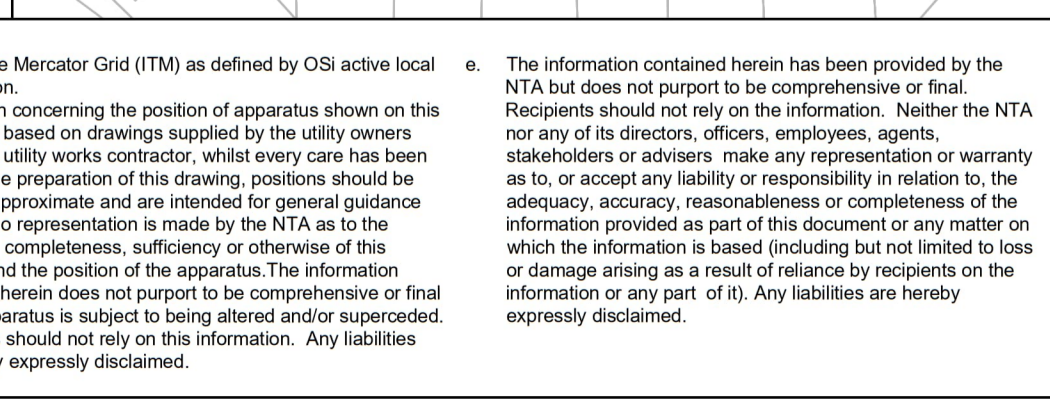 Mercator Grid (ITM) as defined by OSi active local
concerning the position of apparatus shown on this
based on drawings supplied by the utility owners
utility works contractor, whilst every care has been
preparation of this drawing, positions should be
pproximate and are intended for general guidance
o representation is made by the NTA as to the
completeness, sufficiency or otherwise of this
nd the position of the apparatus.The information
herein does not purport to be comprehensive or final
aratus is subject to being altered and/or superceded.
should not rely on this information. Any liabilities
expressly disclaimed.
e. The information contained herein has been provided by the
NTA but does not purport to be comprehensive or final.
Recipients should not rely on the information. Neither the NTA
nor any of its directors, officers, employees, agents,
stakeholders or advisers make any representation or warranty
as to, or accept any liability or responsibility in relation to, the
adequacy, accuracy, reasonableness or completeness of the
information provided as part of this document or any matter on
which the information is based (including but not limited to loss
or damage arising as a result of reliance by recipients on the
information or any part of it). Any liabilities are hereby
expressly disclaimed.